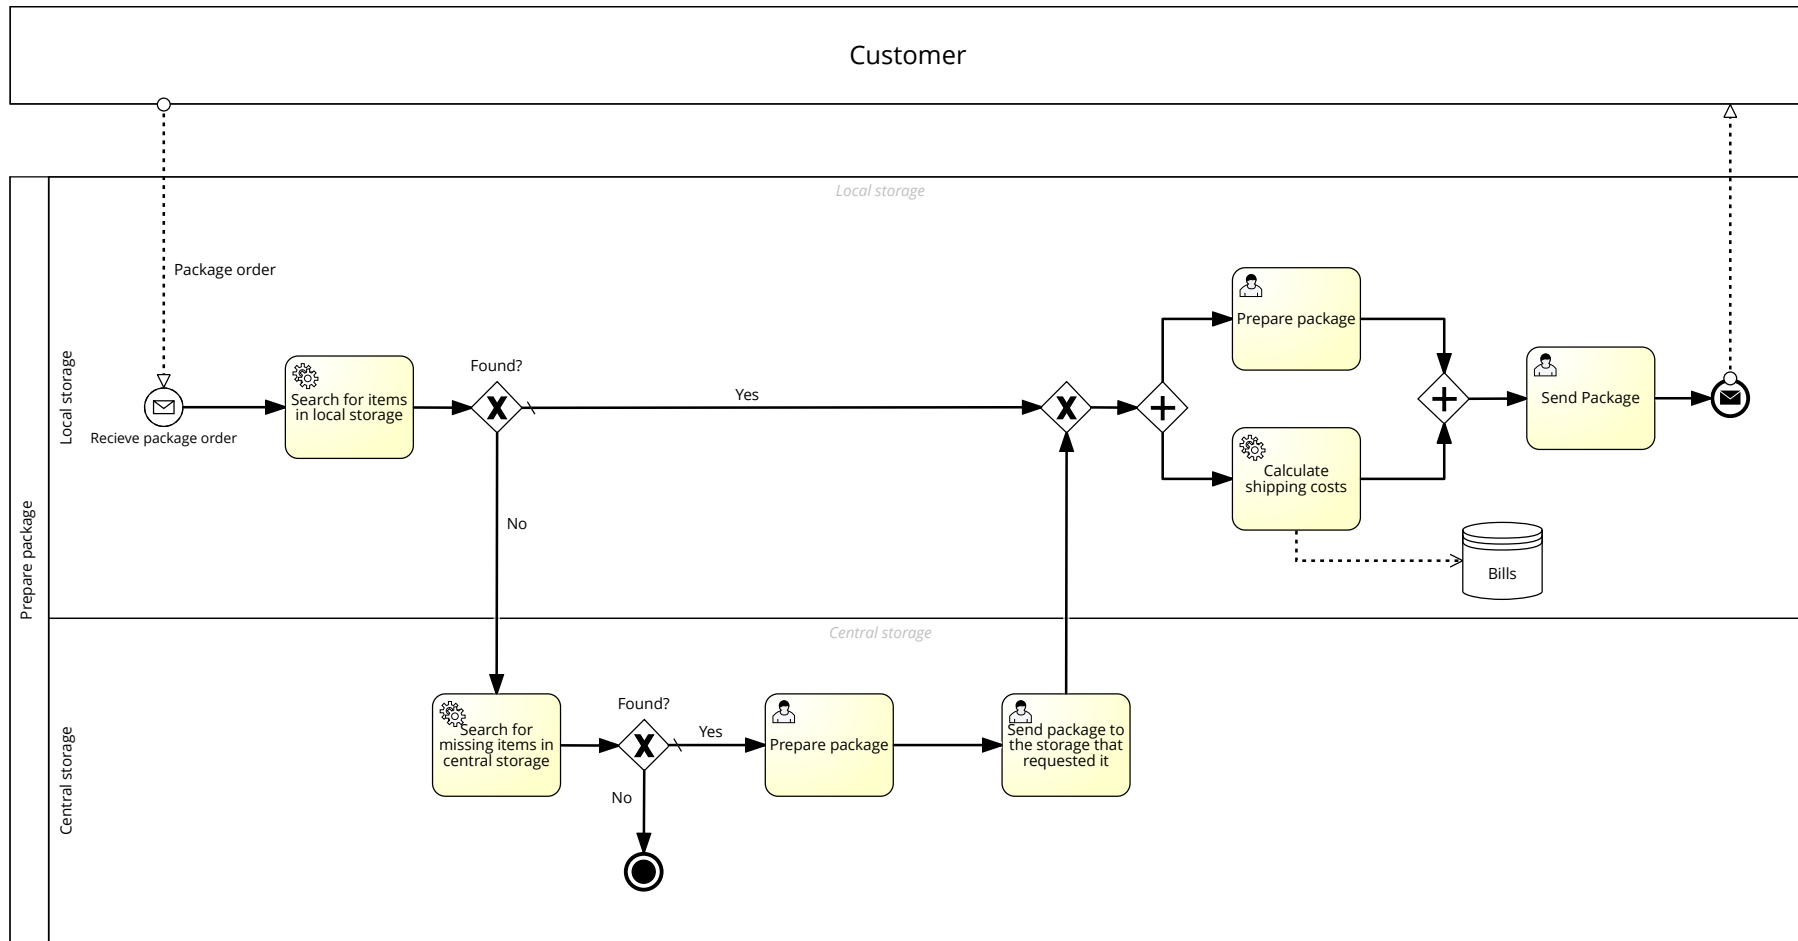 Customer
Local storage
Package order
Prepare package
Found?
Yes
Local storage
Search for items
in local storage
Send Package
Recieve package order
Calculate
shipping costs
No
Prepare package
Bills
Central storage
Found?
Search for
missing items in
central storage
Yes
Prepare package
Send package to
the storage that
requested it
Central storage
No